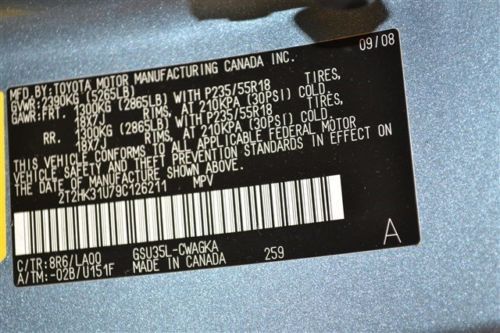 MFD.BY:TOYOTA MOTOR MANUFACTURING CANADA INC. 09/08
GVWR:2390KG (5265LB)
GAWR:FRT. 1300KG (2865LB) WITH P235/55R18 TIRES,
18X7J RIMS, AT 210KPA (30PSI) COLD.
RR. 1300KG (2865LB) WITH P235/55R18 TIRES,
18X7J RIMS, AT 210KPA (30PSI) COLD.
THIS VEHICLE CONFORMS TO ALL APPLICABLE FEDERAL MOTOR
VEHICLE SAFETY AND THEFT PREVENTION STANDARDS IN EFFECT ON
THE DATE OF MANUFACTURE SHOWN ABOVE.
2T2HK31U79C126211 MPV
C/TR:8R6/LA00 GSU35L-CWAGKA
A/TM:-02B/U151F MADE IN CANADA 259 A